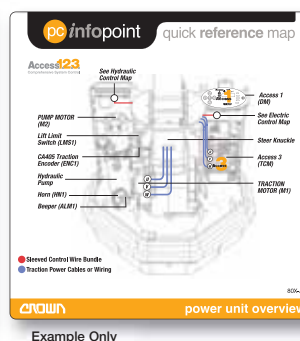 pc infopoint quick reference map
Access 1 2 3
Comprehensive System Control
See Hydraulic
Control Map
Access 1
(DM)
PUMP MOTOR
(M2)
See Electric
Control Map
Lift Limit
Switch (LMS1)
Steer Knuckle
CA405 Traction
Encoder (ENC1)
Access 3
(TCM)
Hydraulic
Pump
TRACTION
MOTOR (M1)
Horn (HN1)
Beeper (ALM1)
U
V
W
Sleeved Control Wire Bundle
Traction Power Cables or Wiring
CROWN
power unit overview
Example Only